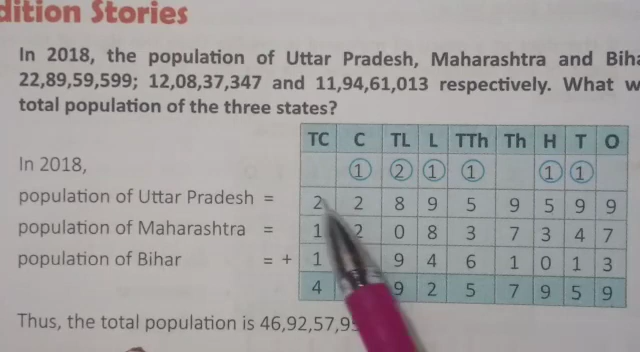 dition Stories
In 2018, the population of Uttar Pradesh, Maharashtra and Biha
22,89,59,599; 12,08,37,347 and 11,94,61,013 respectively. What w
total population of the three states?
TC C TL L TTh Th H T O
In 2018,
1 2 1 1 1 1
population of Uttar Pradesh = 2 2 8 9 5 9 5 9 9
population of Maharashtra = 1 2 0 8 3 7 3 4 7
population of Bihar = + 1 9 4 6 1 0 1 3
4 9 2 5 7 9 5 9
Thus, the total population is 46,92,57,95